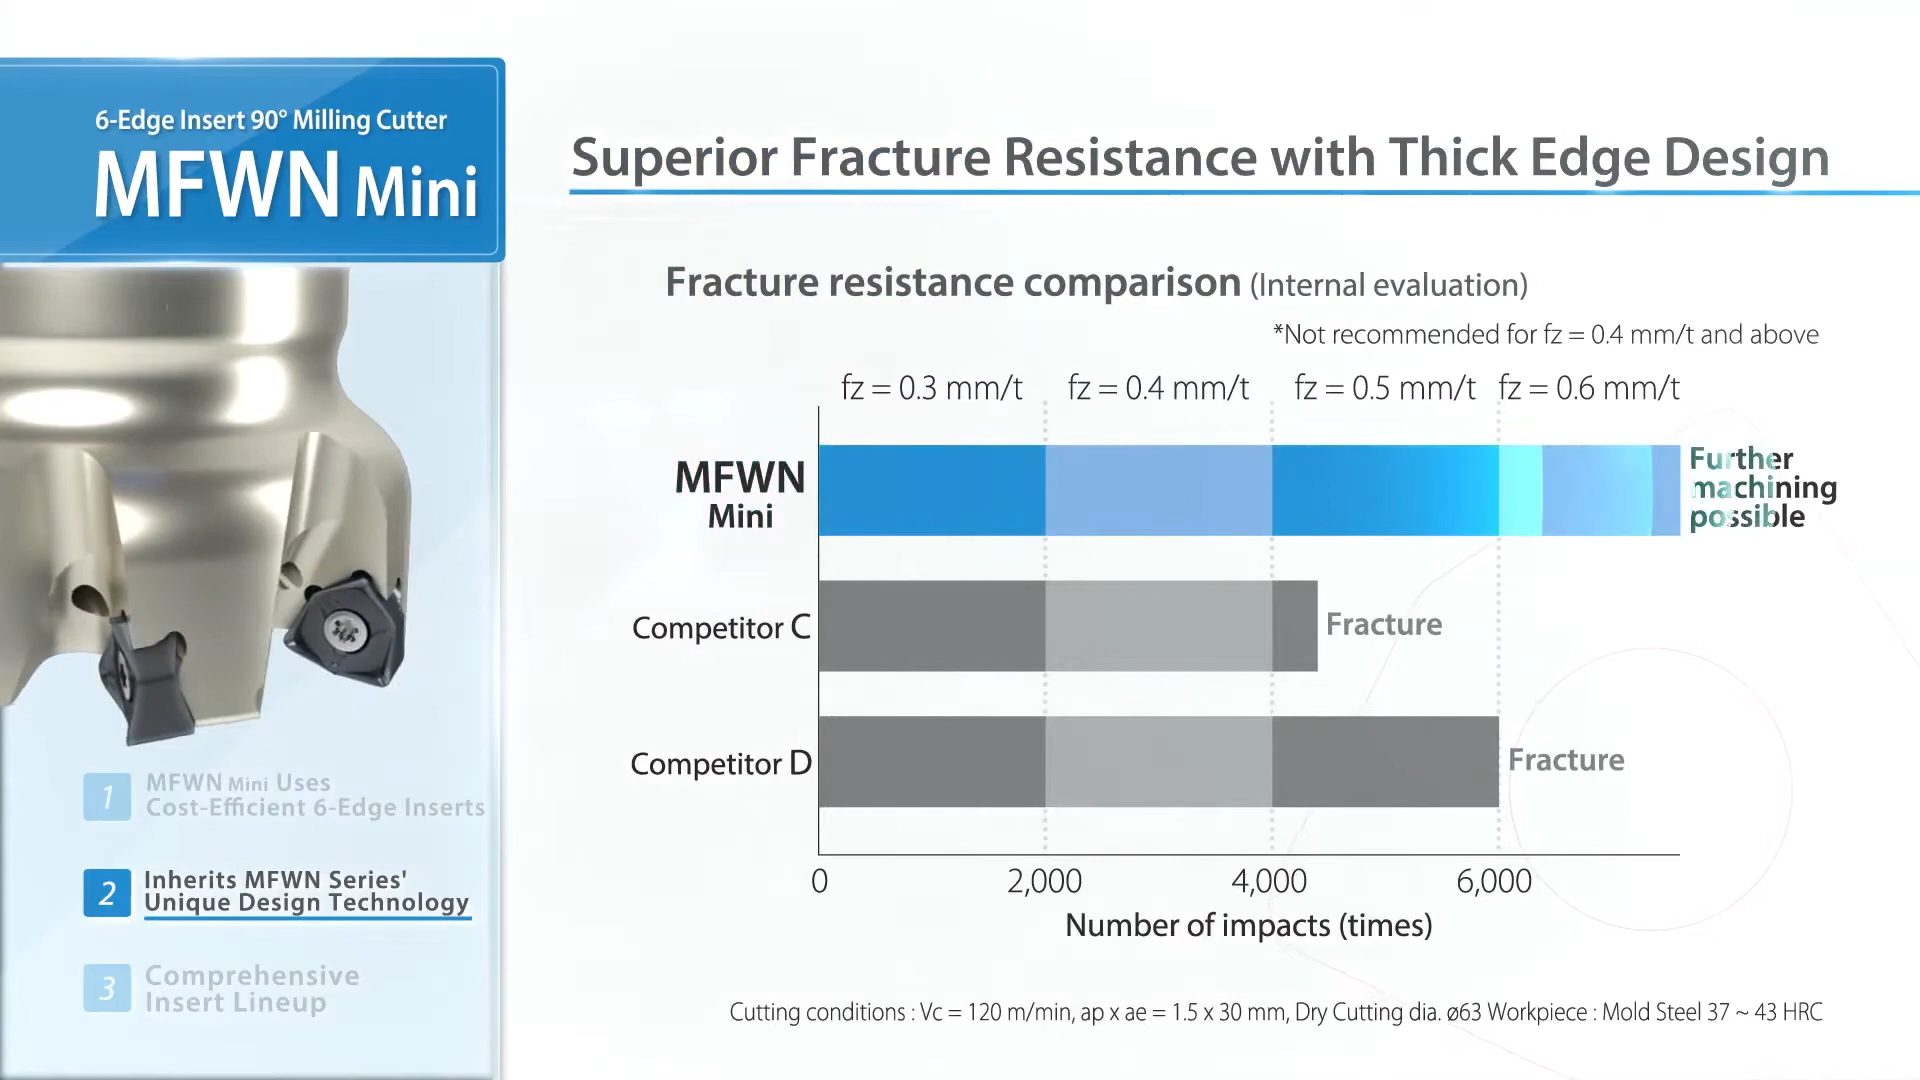 6-Edge Insert 90° Milling Cutter
MFWN Mini
Superior Fracture Resistance with Thick Edge Design
Fracture resistance comparison (Internal evaluation)
*Not recommended for fz = 0.4 mm/t and above
fz = 0.3 mm/t fz = 0.4 mm/t fz = 0.5 mm/t fz = 0.6 mm/t
MFWN
Mini
Further
machining
possible
Competitor C
Fracture
Competitor D
Fracture
0 2,000 4,000 6,000
Number of impacts (times)
Cutting conditions : Vc = 120 m/min, ap x ae = 1.5 x 30 mm, Dry Cutting dia. ø63 Workpiece : Mold Steel 37 ~ 43 HRC
1 MFWN Mini Uses
Cost-Efficient 6-Edge Inserts
2 Inherits MFWN Series'
Unique Design Technology
3 Comprehensive
Insert Lineup